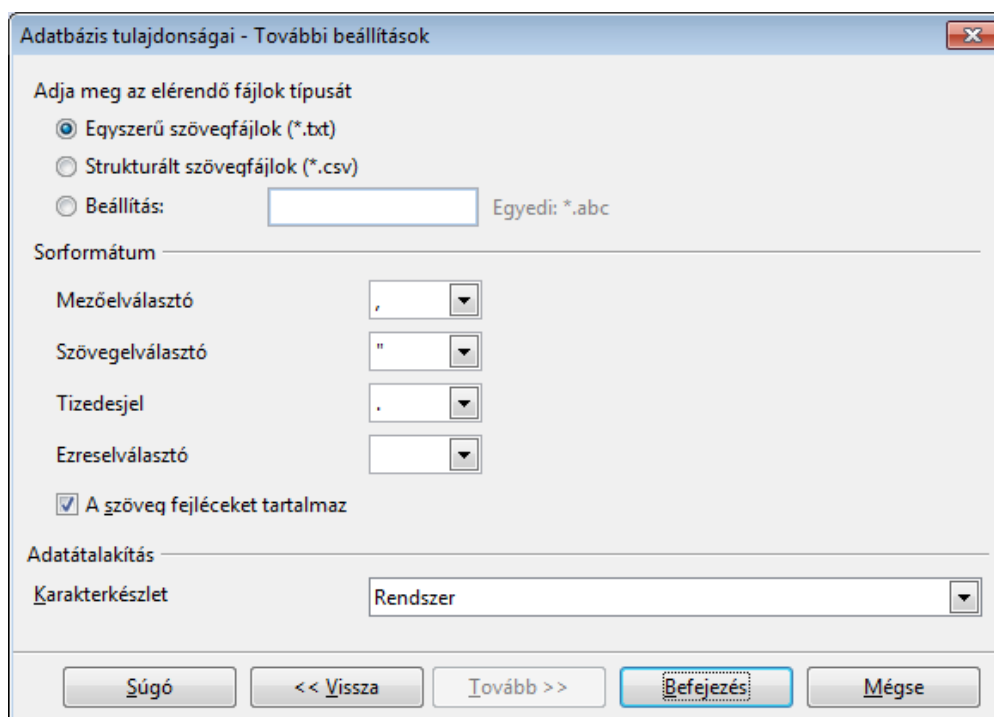 Adatbázis tulajdonságai - További beállítások
Adja meg az elérendő fájlok típusát
Egyszerű szövegfájlok (*.txt)
Strukturált szövegfájlok (*.csv)
Beállítás: Egyedi: *.abc
Sorformátum
Mezőelválasztó ,
Szövegelválasztó "
Tizedesjel .
Ezreselválasztó
A szöveg fejléceket tartalmaz
Adatátalakítás
Karakterkészlet Rendszer
Súgó << Vissza Tovább >> Befejezés Mégse